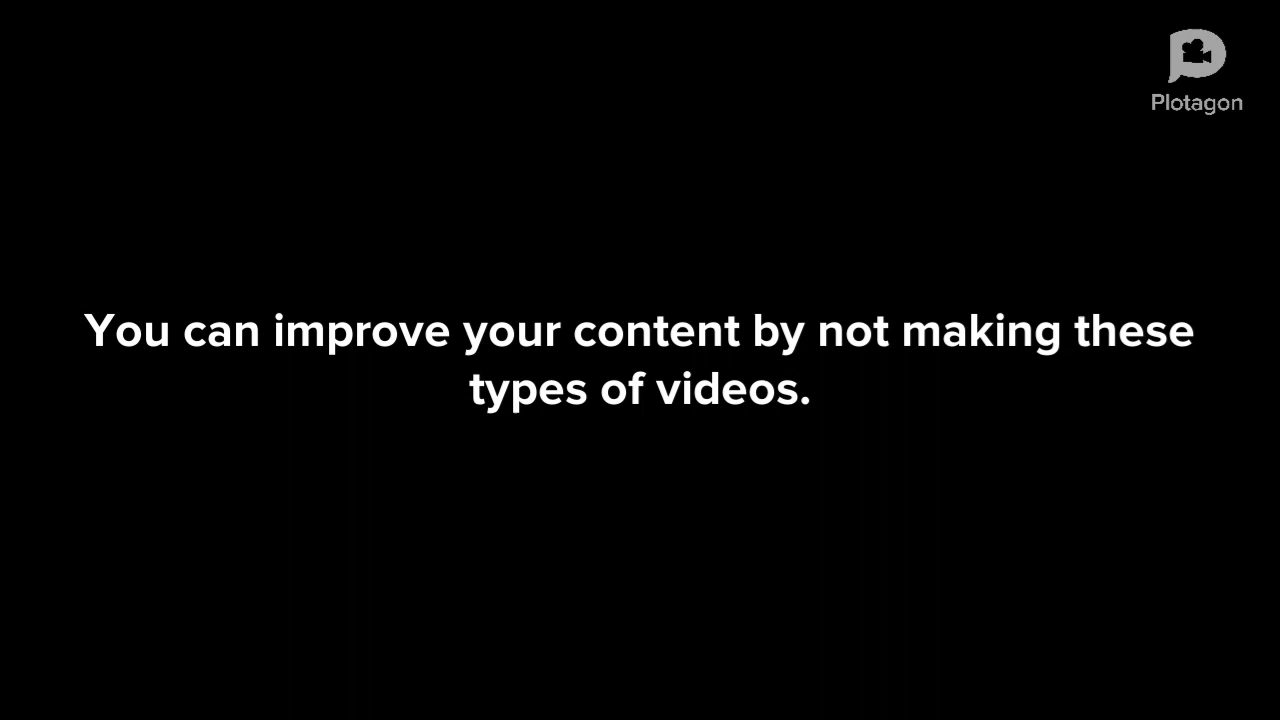 Plotagon
You can improve your content by not making these
types of videos.